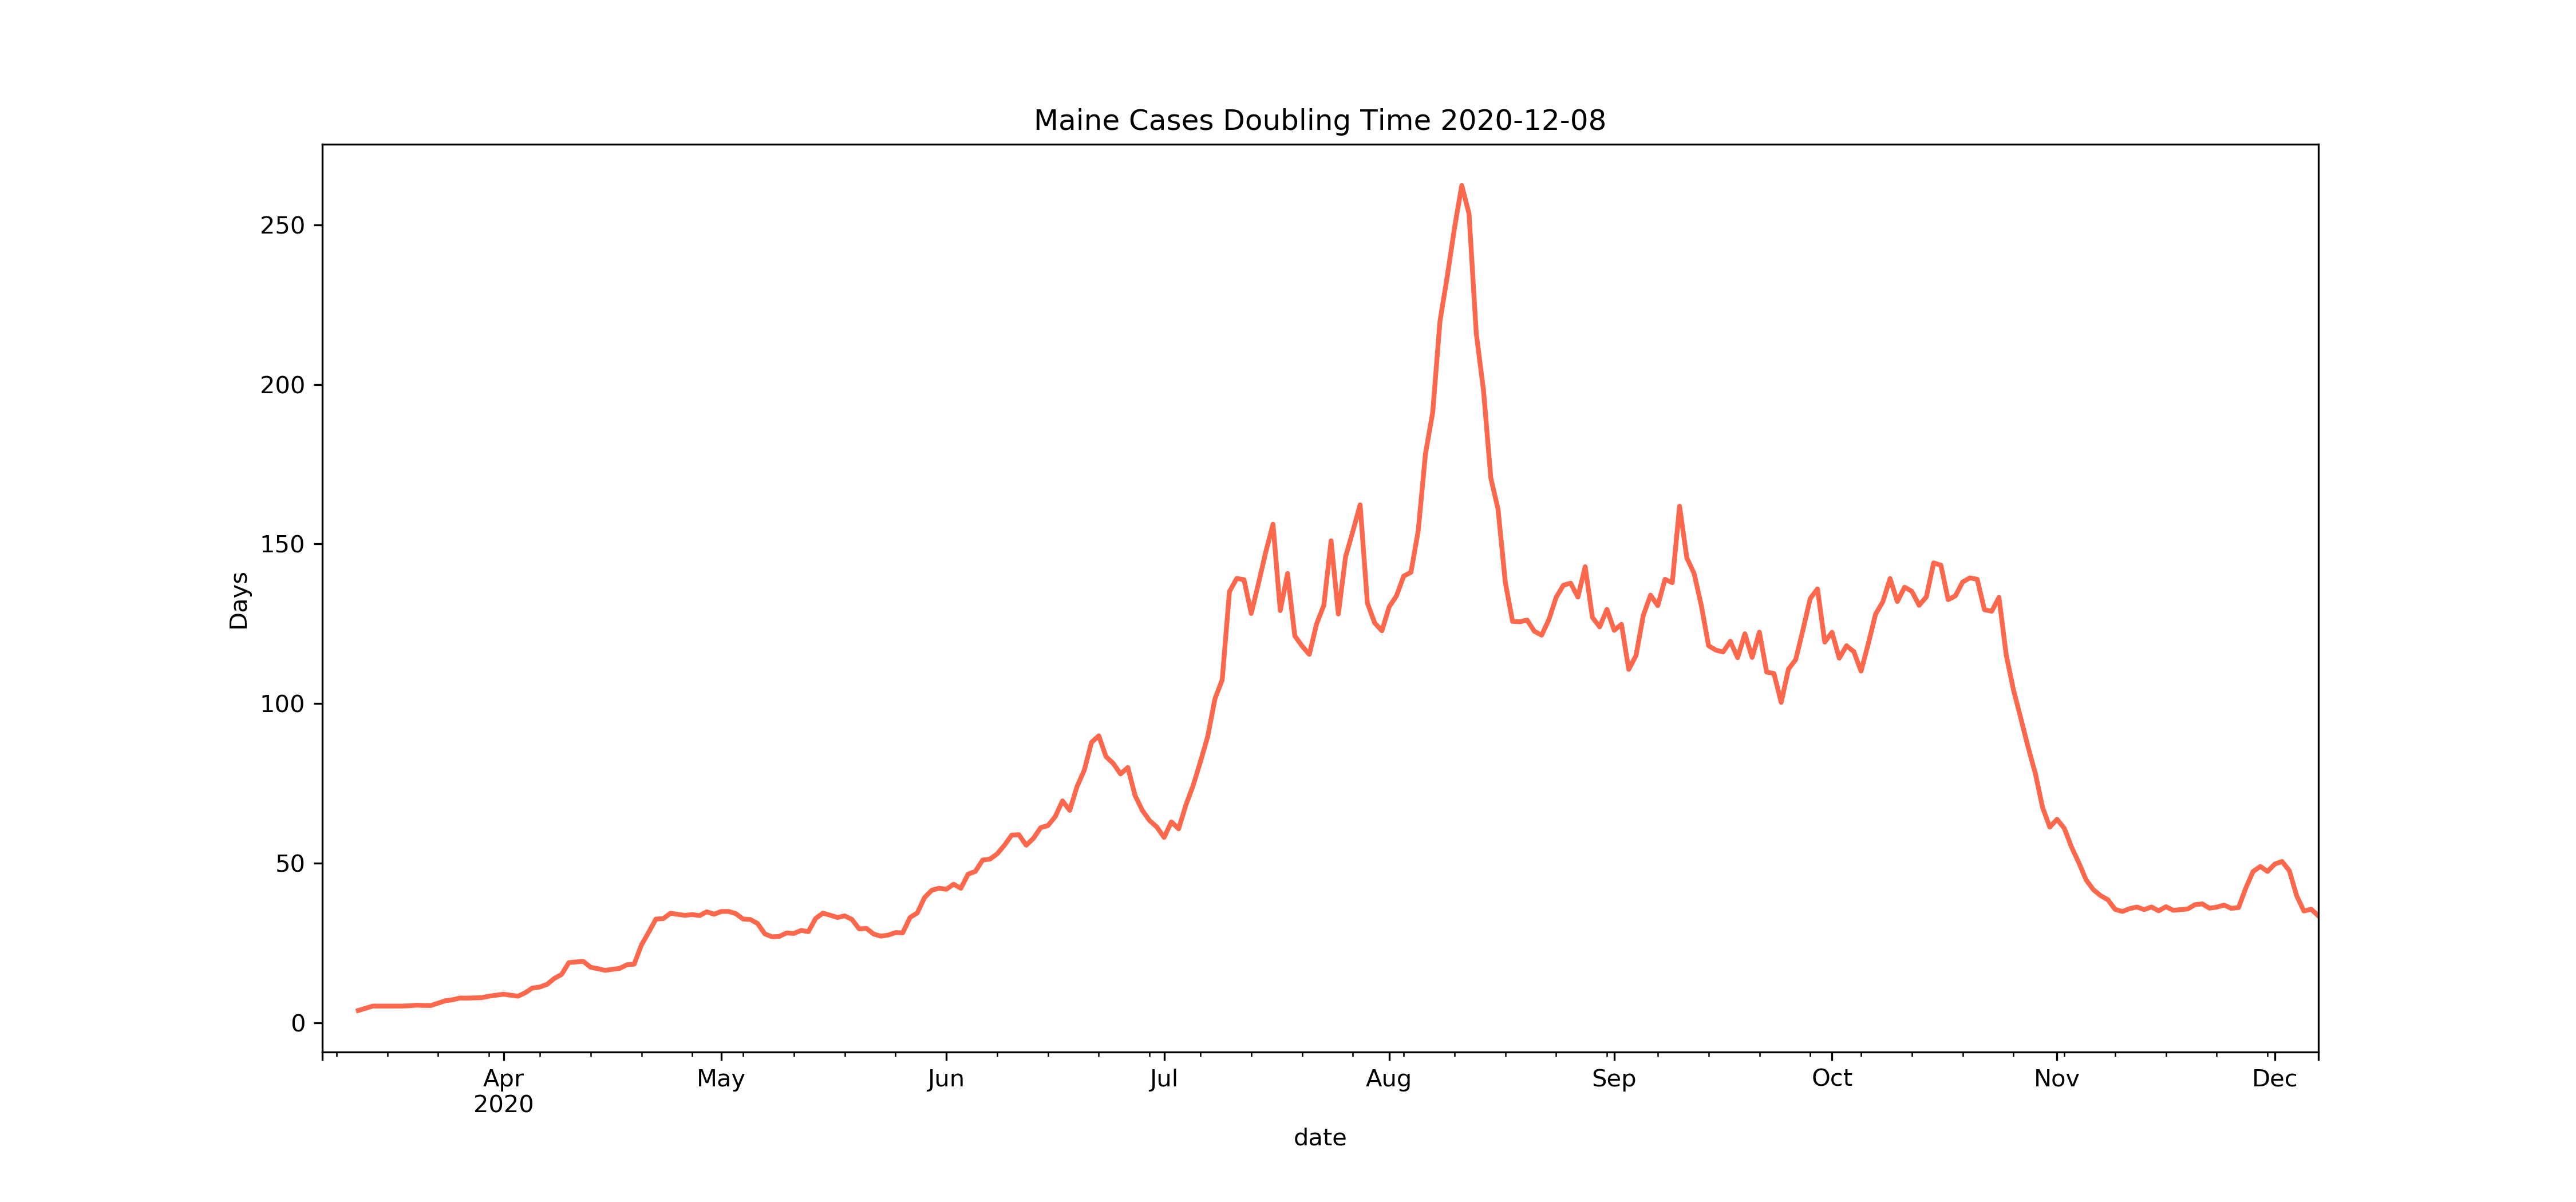 Maine Cases Doubling Time 2020-12-08
250
200
150
100
50
0
Days
Apr May Jun Jul Aug Sep Oct Nov Dec
2020
date